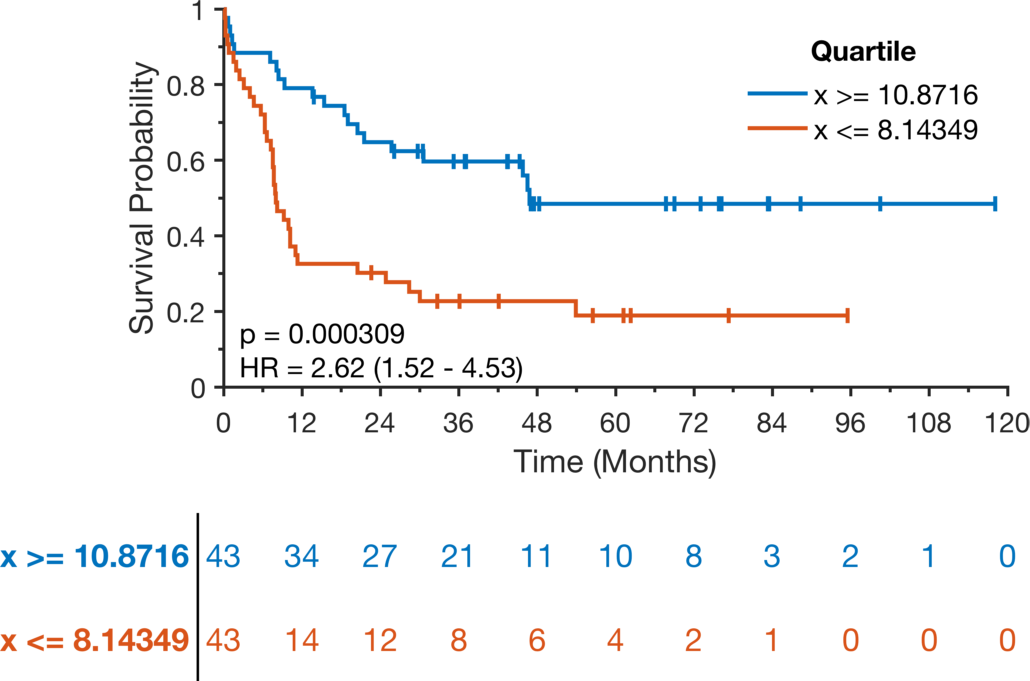 Survival Probability
1
0.8
0.6
0.4
0.2
0
Quartile
x >= 10.8716
x <= 8.14349
p = 0.000309
HR = 2.62 (1.52 - 4.53)
0 12 24 36 48 60 72 84 96 108 120
Time (Months)
x >= 10.8716 43 34 27 21 11 10 8 3 2 1 0
x <= 8.14349 43 14 12 8 6 4 2 1 0 0 0